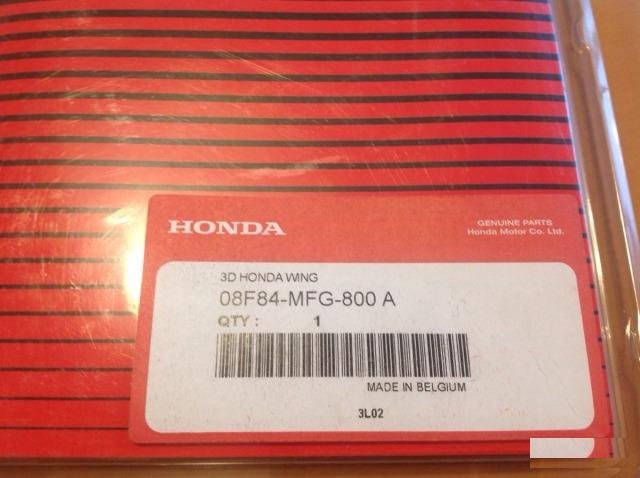 HONDA
GENUINE PARTS
Honda Motor Co. Ltd.
3D HONDA WING
08F84-MFG-800 A
QTY : 1
MADE IN BELGIUM
3L02